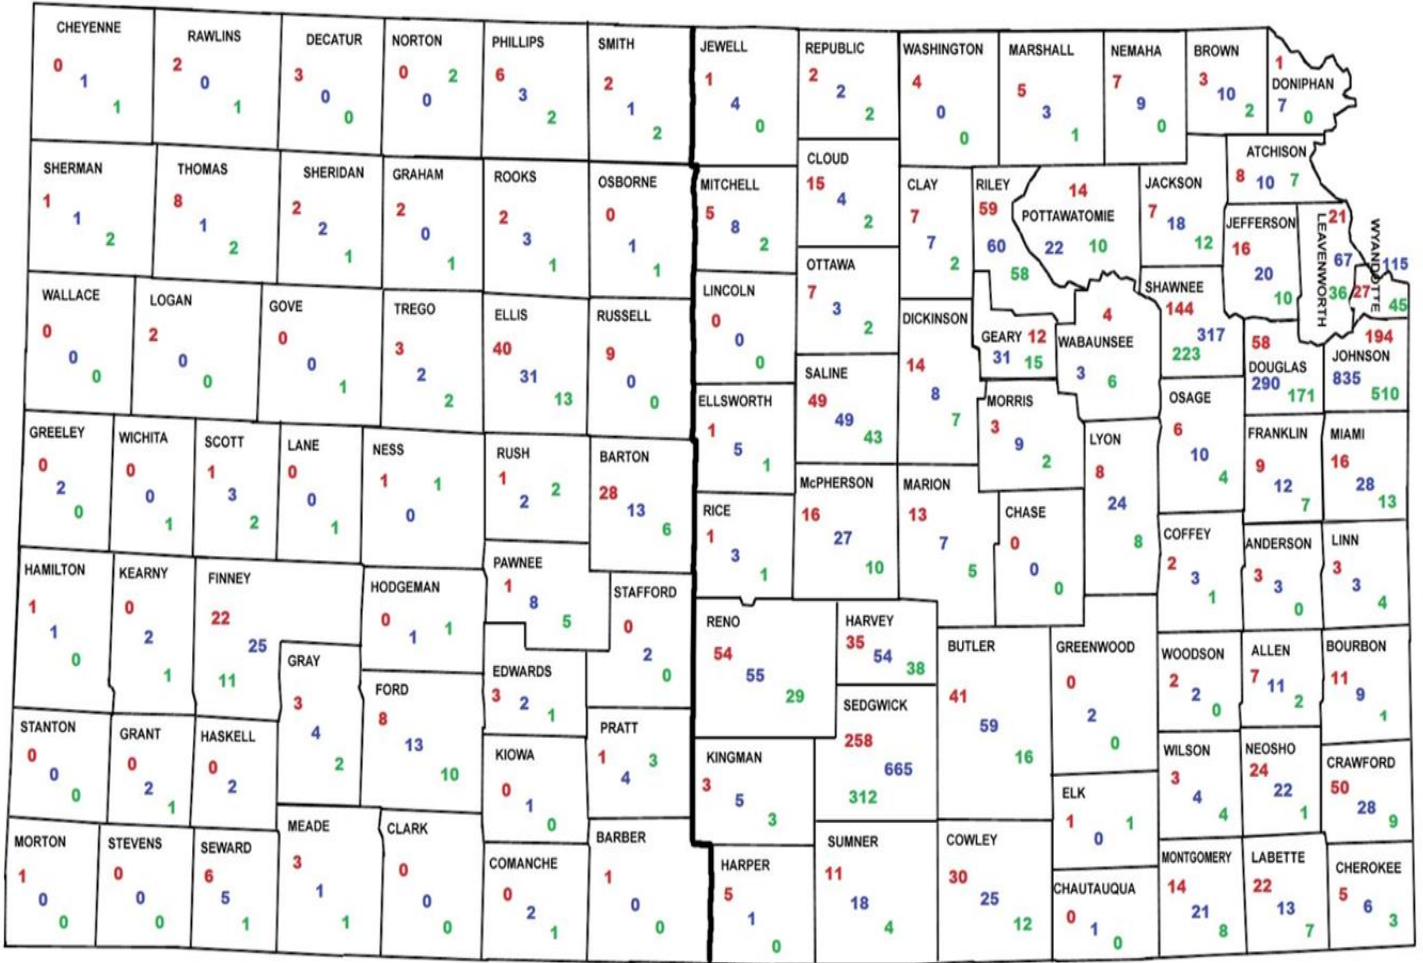 CHEYENNE
0
1
1
RAWLINS
2
0
1
DECATUR
3
0
0
NORTON
0
2
0
PHILLIPS
6
3
2
SMITH
2
1
2
JEWELL
1
4
0
REPUBLIC
2
2
2
WASHINGTON
4
0
0
MARSHALL
5
3
1
NEMAHA
7
9
0
BROWN
3
10
2
1
DONIPHAN
7
0
SHERMAN
1
1
2
THOMAS
8
1
2
SHERIDAN
2
2
1
GRAHAM
2
0
1
ROOKS
2
3
1
OSBORNE
0
1
1
MITCHELL
5
8
2
CLOUD
15
4
2
CLAY
7
7
2
RILEY
59
60
58
14
POTTAWATOMIE
22
10
JACKSON
7
18
12
ATCHISON
8
10
7
JEFFERSON
16
20
10
LEAVENWORTH
21
67
36
WYANDOTTE
115
27
45
WALLACE
0
0
0
LOGAN
2
0
0
GOVE
0
0
1
TREGO
3
2
2
ELLIS
40
31
13
RUSSELL
9
0
0
LINCOLN
0
0
0
OTTAWA
7
3
2
DICKINSON
14
8
7
GEARY
12
31
15
4
WABAUNSEE
3
6
SHAWNEE
144
317
223
58
DOUGLAS
290
171
194
JOHNSON
835
510
GREELEY
0
2
0
WICHITA
0
0
1
SCOTT
1
3
2
LANE
0
0
1
NESS
1
1
0
RUSH
1
2
2
BARTON
28
13
6
ELLSWORTH
1
5
1
SALINE
49
49
43
MORRIS
3
9
2
LYON
8
24
8
OSAGE
6
10
4
FRANKLIN
9
12
7
MIAMI
16
28
13
HAMILTON
1
1
0
KEARNY
0
2
1
FINNEY
22
25
11
HODGEMAN
0
1
1
PAWNEE
1
8
5
STAFFORD
0
2
0
RICE
1
3
1
McPHERSON
16
27
10
MARION
13
7
5
CHASE
0
0
0
COFFEY
2
3
1
ANDERSON
3
3
0
LINN
3
3
4
GRAY
3
4
2
FORD
8
13
10
EDWARDS
3
2
1
RENO
54
55
29
HARVEY
35
54
38
BUTLER
41
59
16
GREENWOOD
0
2
0
WOODSON
2
2
0
ALLEN
7
11
2
BOURBON
11
9
1
STANTON
0
0
0
GRANT
0
2
1
HASKELL
0
2
KIOWA
0
1
0
PRATT
1
3
4
KINGMAN
3
5
3
SEDGWICK
258
665
312
ELK
1
0
1
WILSON
3
4
4
NEOSHO
24
22
1
CRAWFORD
50
28
9
MORTON
1
0
0
STEVENS
0
0
0
SEWARD
6
5
1
MEADE
3
1
1
CLARK
0
0
0
COMANCHE
0
2
1
BARBER
1
0
0
HARPER
5
1
0
SUMNER
11
18
4
COWLEY
30
25
12
CHAUTAUQUA
0
1
0
MONTGOMERY
14
21
8
LABETTE
22
13
7
CHEROKEE
5
6
3